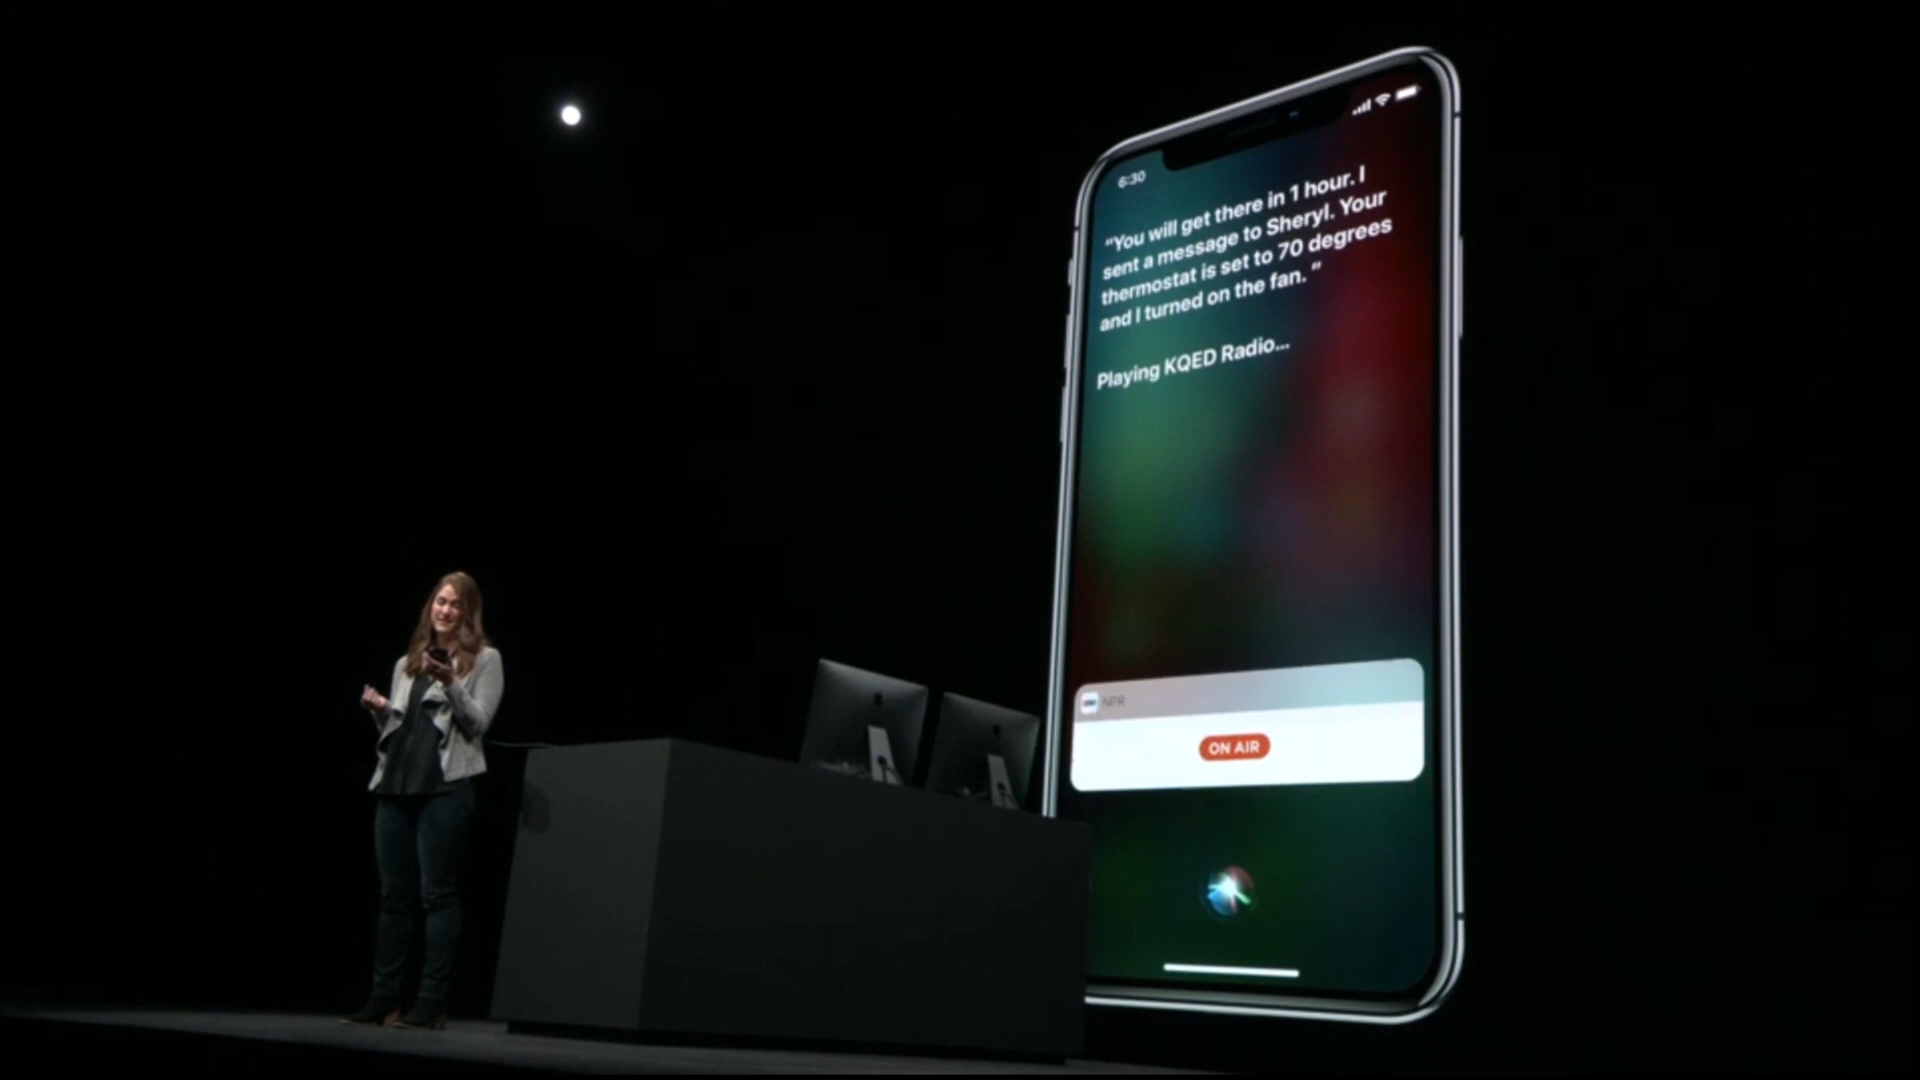 6:30
“You will get there in 1 hour. I
sent a message to Sheryl. Your
thermostat is set to 70 degrees
and I turned on the fan. ”
Playing KQED Radio...
NPR
ON AIR